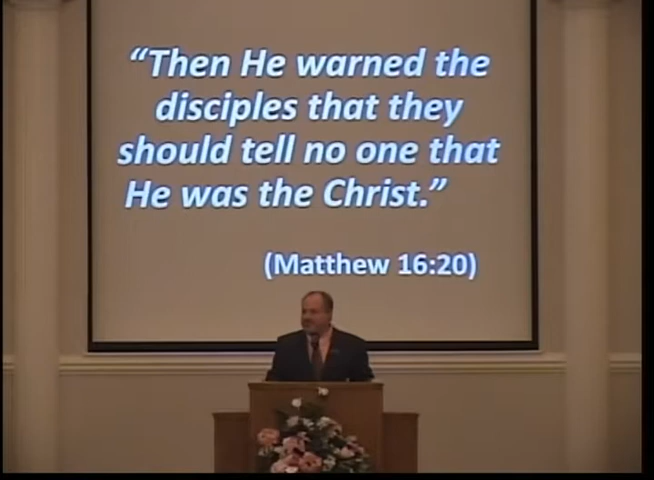 “Then He warned the
disciples that they
should tell no one that
He was the Christ.”
(Matthew 16:20)